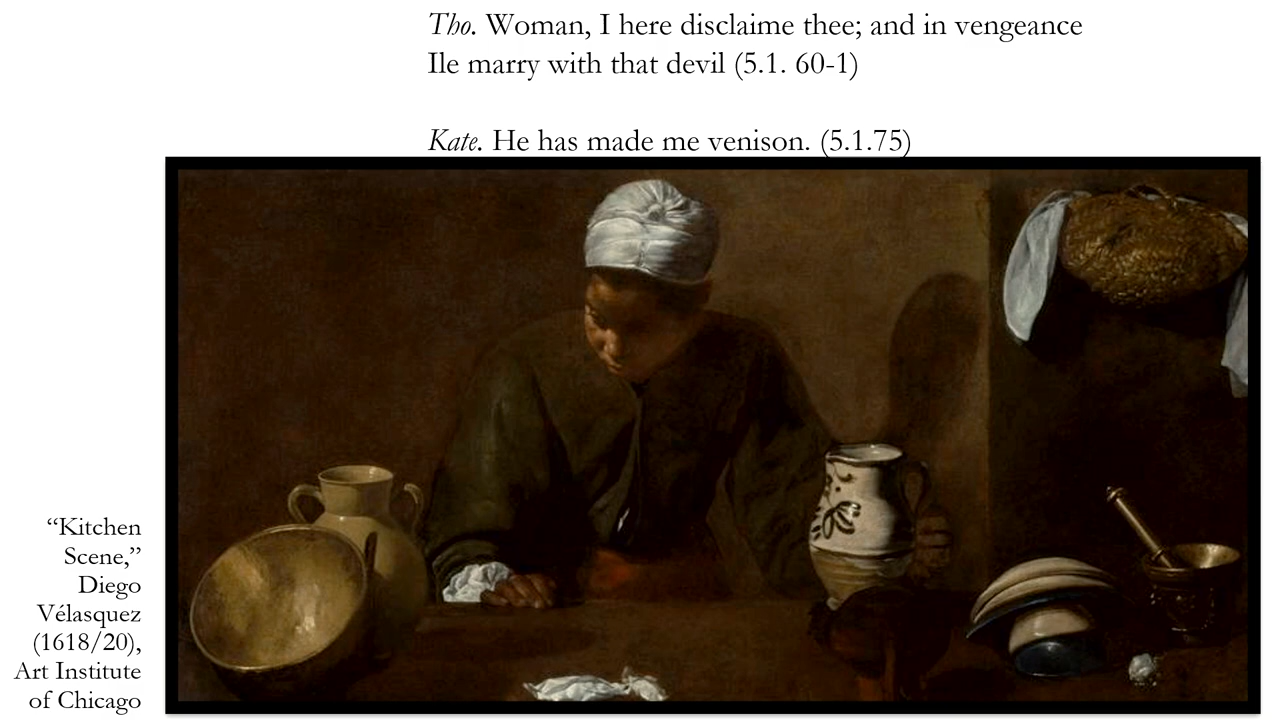 Tho. Woman, I here disclaime thee; and in vengeance
Ile marry with that devil (5.1. 60-1)
Kate. He has made me venison. (5.1.75)
“Kitchen
Scene,”
Diego
Vélasquez
(1618/20),
Art Institute
of Chicago